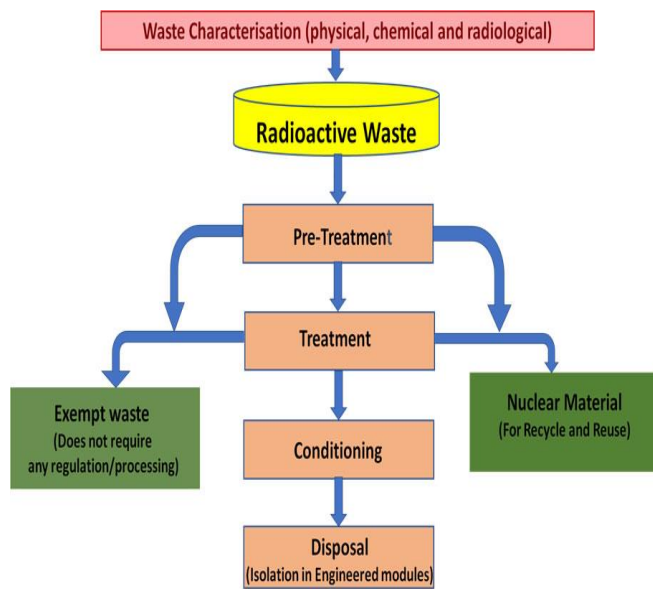 Waste Characterisation (physical, chemical and radiological)
Radioactive Waste
Pre-Treatment
Treatment
Exempt waste
(Does not require
any regulation/processing)
Nuclear Material
(For Recycle and Reuse)
Conditioning
Disposal
(Isolation in Engineered modules)